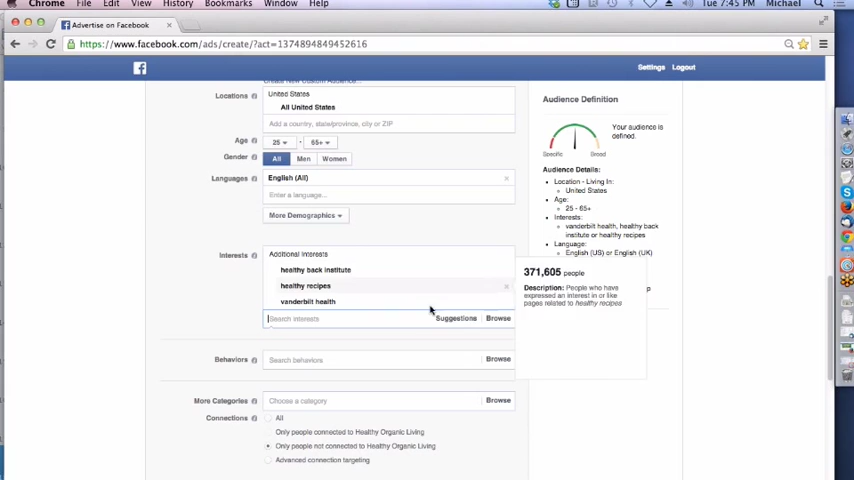 Chrome File Edit View History Bookmarks Window Help Tue 7:45 PM Michael
Advertise on Facebook
https://www.facebook.com/ads/create/?act=1374894849452616
f Settings Logout
Create New Custom Audience...
Locations United States
All United States
Add a country, state/province, city or ZIP
Age 25 - 65+
Gender All Men Women
Languages English (All)
Enter a language...
More Demographics
Interests Additional Interests
healthy back institute
healthy recipes
vanderbilt health
Search interests Suggestions Browse
Behaviors Search behaviors Browse
More Categories Choose a category Browse
Connections All
Only people connected to Healthy Organic Living
Only people not connected to Healthy Organic Living
Advanced connection targeting
Audience Definition
Your audience is
defined.
Specific Broad
Audience Details:
Location - Living In:
United States
Age:
25 - 65+
Interests:
vanderbilt health, healthy back
institute or healthy recipes
Language:
English (US) or English (UK)
371,605 people
Description: People who have
expressed an interest in or like
pages related to healthy recipes